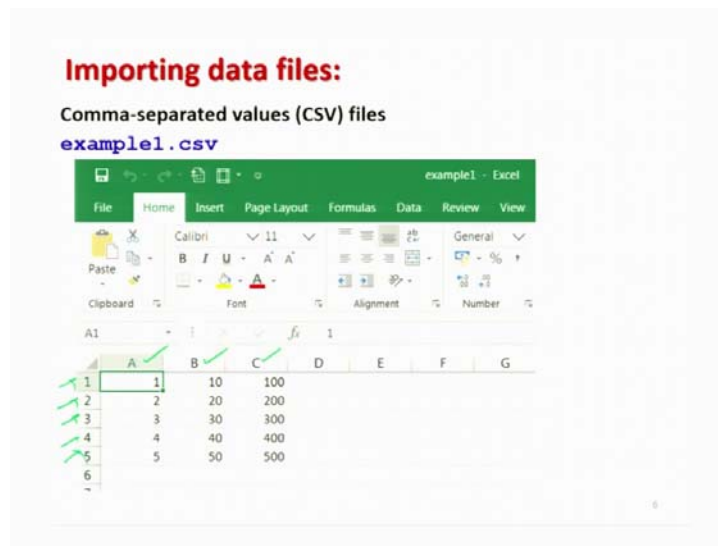 Importing data files:
Comma-separated values (CSV) files
example1.csv
example1 - Excel
File Home Insert Page Layout Formulas Data Review View
Calibri 11 A A ab General
Paste B I U A % ,
Clipboard Font Alignment Number
A1 fx 1
A B C D E F G
1 1 10 100
2 2 20 200
3 3 30 300
4 4 40 400
5 5 50 500
6
6